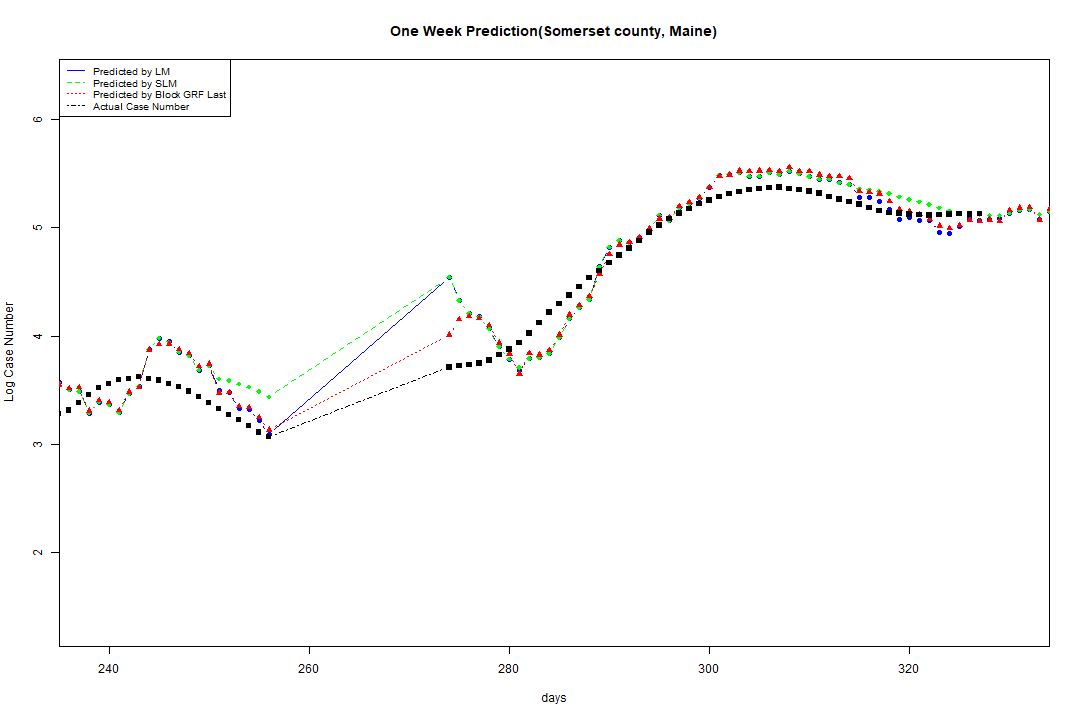 One Week Prediction(Somerset county, Maine)
Predicted by LM
Predicted by SLM
Predicted by Block GRF Last
Actual Case Number
6
5
4
3
2
Log Case Number
240 260 280 300 320
days